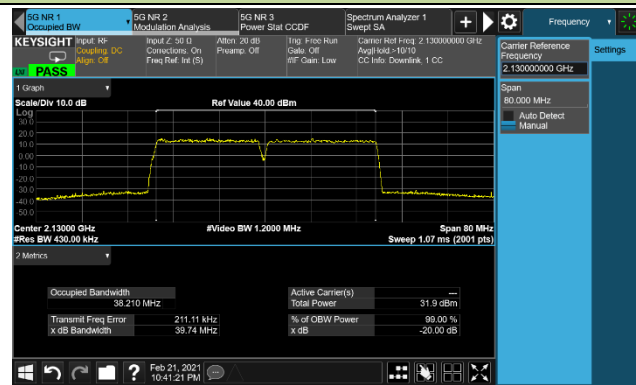 5G NR 1
Occupied BW
5G NR 2
Modulation Analysis
5G NR 3
Power Stat CCDF
Spectrum Analyzer 1
Swept SA
Frequency
KEYSIGHT
Input: RF
Coupling: DC
Align: Off
Input Z: 50 Ω
Corrections: On
Freq Ref: Int (S)
Atten: 20 dB
Preamp: Off
Trig: Free Run
Gate: Off
#IF Gain: Low
Carrier Ref Freq: 2.130000000 GHz
Avg|Hold:>10/10
CC Info: Downlink, 1 CC
LXI PASS
Carrier Reference
Frequency
2.130000000 GHz
Settings
Span
80.000 MHz
Auto Detect
Manual
1 Graph
Scale/Div 10.0 dB
Ref Value 40.00 dBm
Log
30.0
20.0
10.0
0.00
-10.0
-20.0
-30.0
-40.0
-50.0
Center 2.13000 GHz
#Video BW 1.2000 MHz
Span 80 MHz
#Res BW 430.00 kHz
Sweep 1.07 ms (2001 pts)
2 Metrics
Occupied Bandwidth
38.210 MHz
Active Carrier(s) ---
Total Power 31.9 dBm
Transmit Freq Error 211.11 kHz
x dB Bandwidth 39.74 MHz
% of OBW Power 99.00 %
x dB -20.00 dB
?
Feb 21, 2021
10:41:21 PM